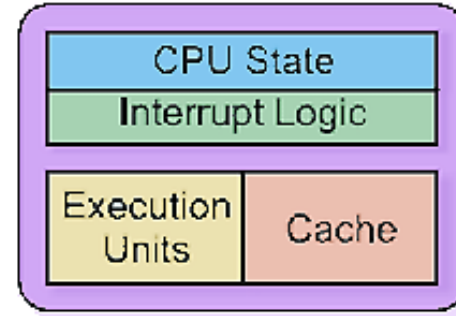 CPU State
Interrupt Logic
Execution
Units
Cache